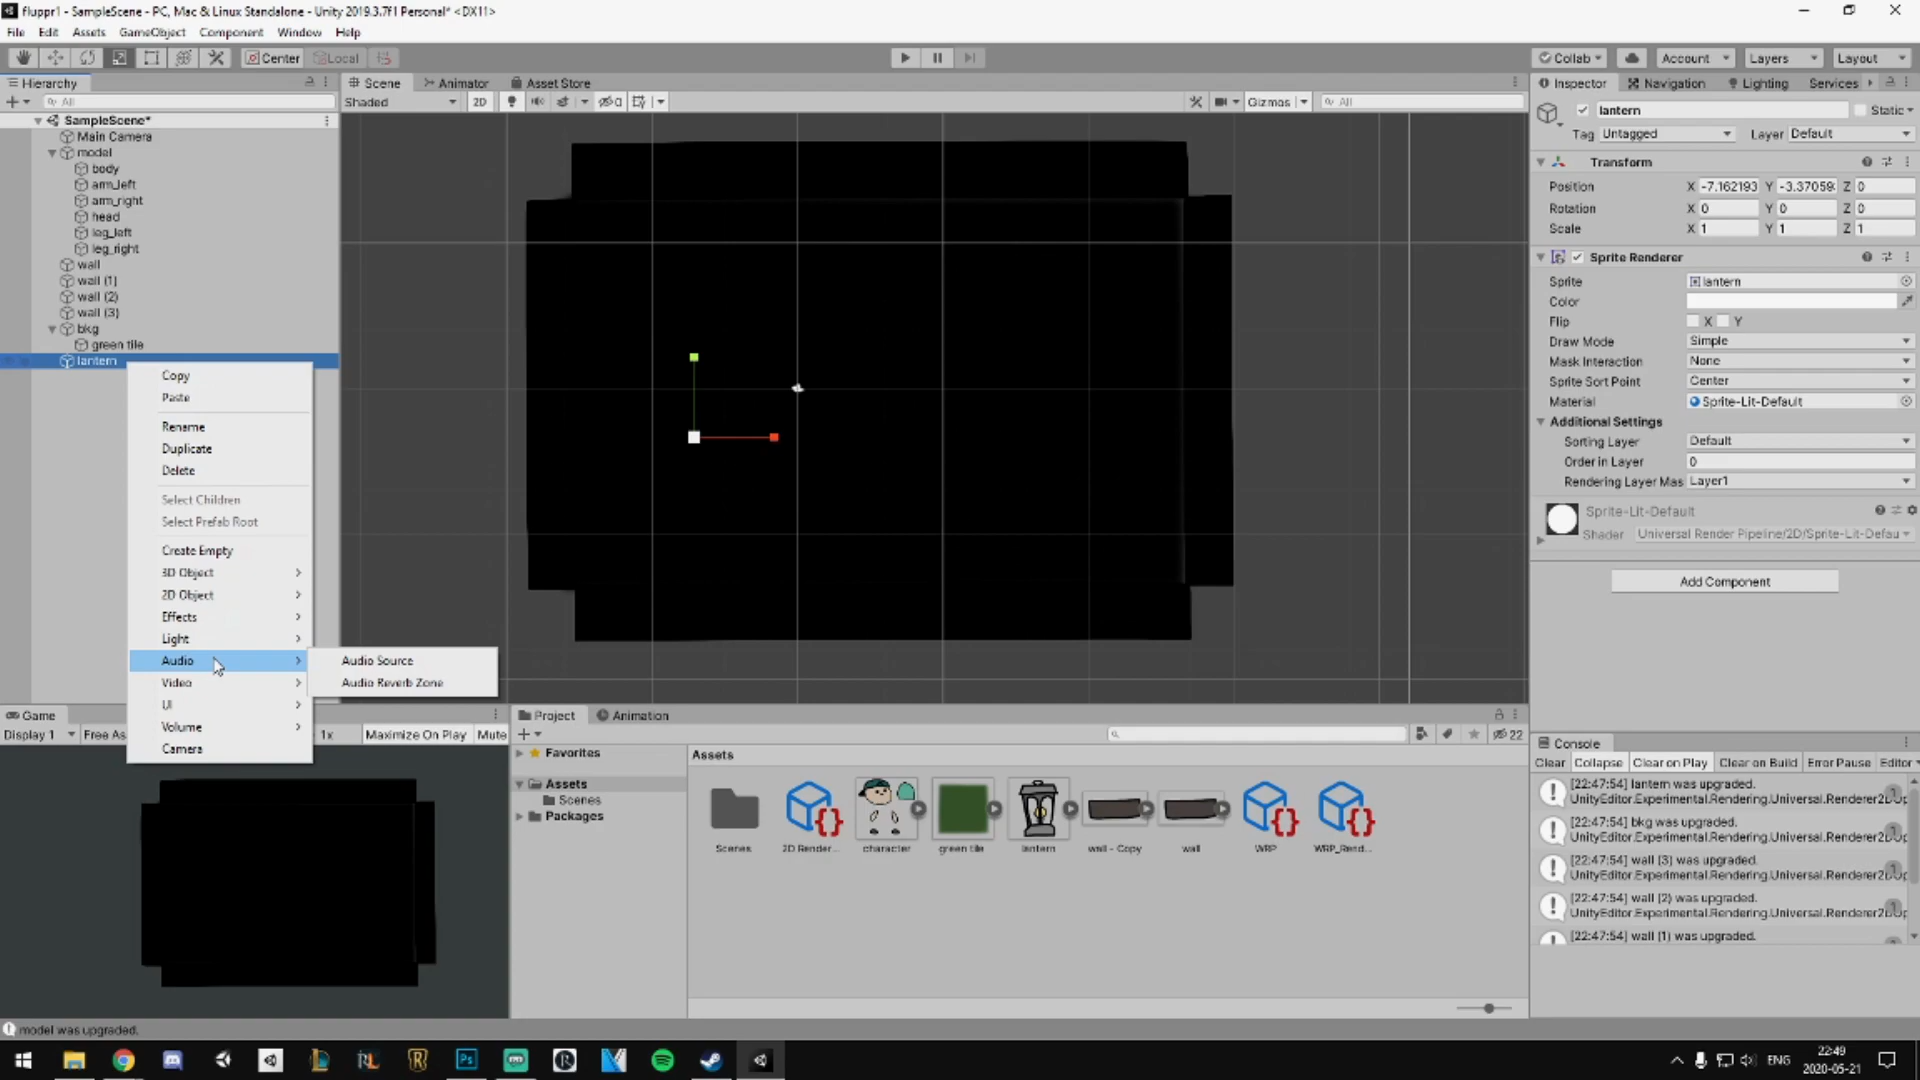 fluppr1 - SampleScene - PC, Mac & Linux Standalone - Unity 2019.3.7f1 Personal* <DX11>
File Edit Assets GameObject Component Window Help
Center Local
Collab Account Layers Layout
Hierarchy
Scene Animator Asset Store
Inspector Navigation Lighting Services
All
Shaded 2D 0 Gizmos All
SampleScene*
Main Camera
model
body
arm_left
arm_right
head
leg_left
leg_right
wall
wall (1)
wall (2)
wall (3)
bkg
green tile
lantern
Copy
Paste
Rename
Duplicate
Delete
Select Children
Select Prefab Root
Create Empty
3D Object
2D Object
Effects
Light
Audio
Video
UI
Volume
Camera
Audio Source
Audio Reverb Zone
lantern Static
Tag Untagged Layer Default
Transform
Position X -7.162193 Y -3.37059 Z 0
Rotation X 0 Y 0 Z 0
Scale X 1 Y 1 Z 1
Sprite Renderer
Sprite lantern
Color
Flip X Y
Draw Mode Simple
Mask Interaction None
Sprite Sort Point Center
Material Sprite-Lit-Default
Additional Settings
Sorting Layer Default
Order in Layer 0
Rendering Layer Mas Layer1
Sprite-Lit-Default
Shader Universal Render Pipeline/2D/Sprite-Lit-Defau
Add Component
Game
Display 1 Free As 1x Maximize On Play Mute
Project Animation
22
Favorites
Assets
Scenes
Packages
Assets
Scenes 2D Render... character green tile lantern wall - Copy wall WRP WRP_Rend...
Console
Clear Collapse Clear on Play Clear on Build Error Pause Editor
[22:47:54] lantern was upgraded.
UnityEditor.Experimental.Rendering.Universal.Renderer2DUp
1
[22:47:54] bkg was upgraded.
UnityEditor.Experimental.Rendering.Universal.Renderer2DUp
1
[22:47:54] wall (3) was upgraded.
UnityEditor.Experimental.Rendering.Universal.Renderer2DUp
1
[22:47:54] wall (2) was upgraded.
UnityEditor.Experimental.Rendering.Universal.Renderer2DUp
1
[22:47:54] wall (1) was upgraded.
model was upgraded.
Ps
ENG
22:49
2020-05-21